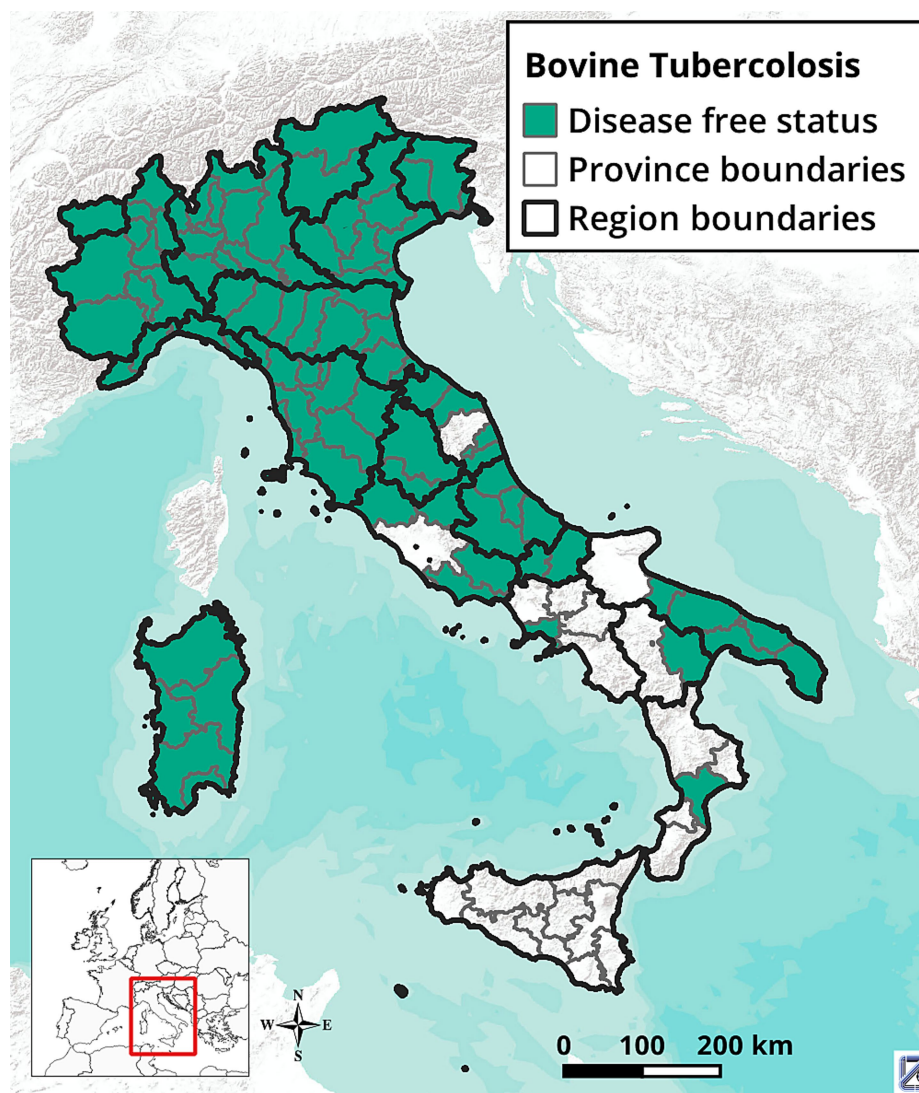 Bovine Tubercolosis
Disease free status
Province boundaries
Region boundaries
N
W E
S
0 100 200 km